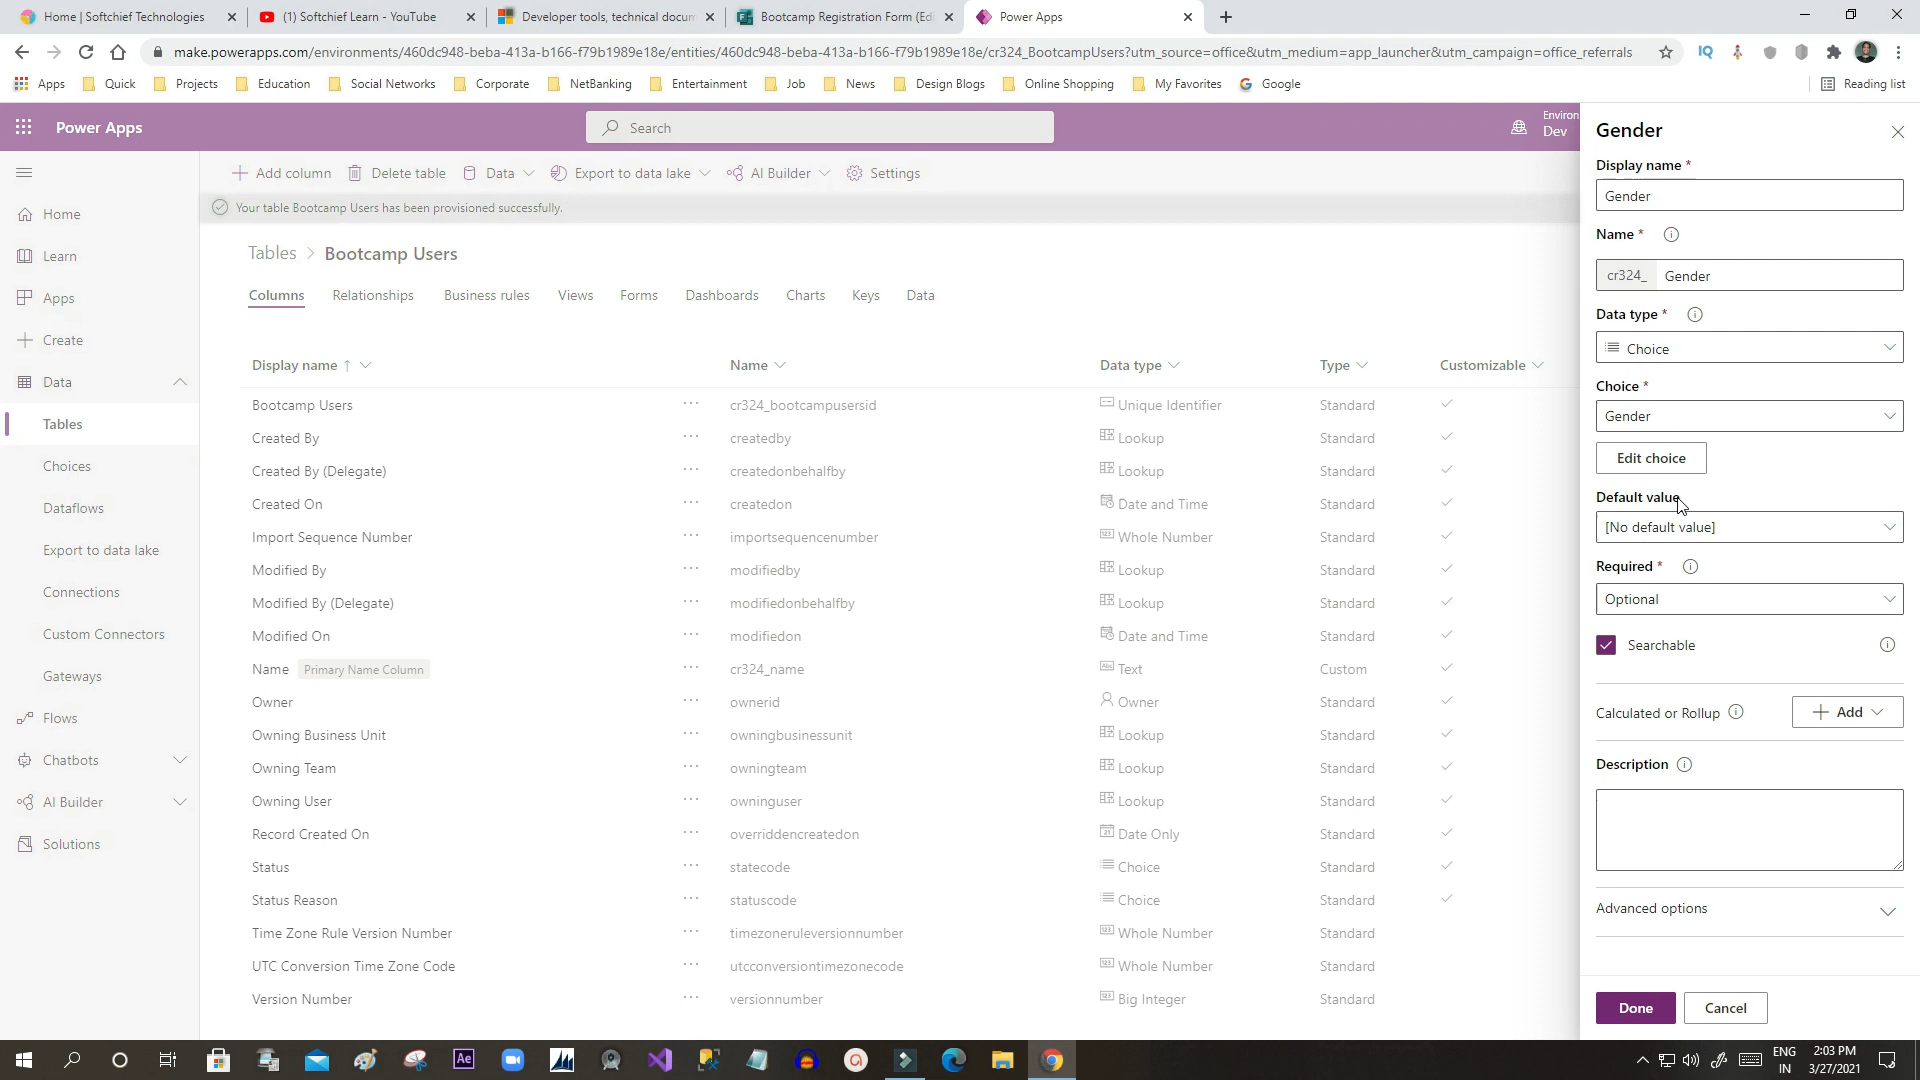 Home | Softchief Technologies
(1) Softchief Learn - YouTube
Developer tools, technical docum
Bootcamp Registration Form (Edi
Power Apps
make.powerapps.com/environments/460dc948-beba-413a-b166-f79b1989e18e/entities/460dc948-beba-413a-b166-f79b1989e18e/cr324_BootcampUsers?utm_source=office&utm_medium=app_launcher&utm_campaign=office_referrals
Apps
Quick
Projects
Education
Social Networks
Corporate
NetBanking
Entertainment
Job
News
Design Blogs
Online Shopping
My Favorites
Google
Reading list
Power Apps
Search
Environ
Dev
Home
Learn
Apps
Create
Data
Tables
Choices
Dataflows
Export to data lake
Connections
Custom Connectors
Gateways
Flows
Chatbots
AI Builder
Solutions
Add column
Delete table
Data
Export to data lake
AI Builder
Settings
Your table Bootcamp Users has been provisioned successfully.
Tables > Bootcamp Users
Columns Relationships Business rules Views Forms Dashboards Charts Keys Data
Display name ↑ Name Data type Type Customizable
Bootcamp Users ··· cr324_bootcampusersid Unique Identifier Standard ✓
Created By ··· createdby Lookup Standard ✓
Created By (Delegate) ··· createdonbehalfby Lookup Standard ✓
Created On ··· createdon Date and Time Standard ✓
Import Sequence Number ··· importsequencenumber Whole Number Standard ✓
Modified By ··· modifiedby Lookup Standard ✓
Modified By (Delegate) ··· modifiedonbehalfby Lookup Standard ✓
Modified On ··· modifiedon Date and Time Standard ✓
Name Primary Name Column ··· cr324_name Text Custom ✓
Owner ··· ownerid Owner Standard ✓
Owning Business Unit ··· owningbusinessunit Lookup Standard ✓
Owning Team ··· owningteam Lookup Standard ✓
Owning User ··· owninguser Lookup Standard ✓
Record Created On ··· overriddencreatedon Date Only Standard ✓
Status ··· statecode Choice Standard ✓
Status Reason ··· statuscode Choice Standard ✓
Time Zone Rule Version Number ··· timezoneruleversionnumber Whole Number Standard
UTC Conversion Time Zone Code ··· utcconversiontimezonecode Whole Number Standard
Version Number ··· versionnumber Big Integer Standard
Gender
Display name *
Gender
Name *
cr324_ Gender
Data type *
Choice
Choice *
Gender
Edit choice
Default value
[No default value]
Required *
Optional
Searchable
Calculated or Rollup
Add
Description
Advanced options
Done
Cancel
ENG
IN
2:03 PM
3/27/2021